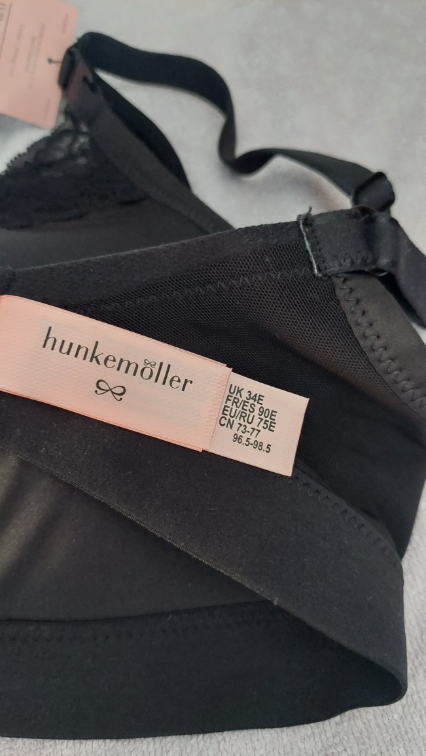 hunkemöller
UK 34E
FR/ES 90E
EU/RU 75E
CN 73-77
96.5-98.5